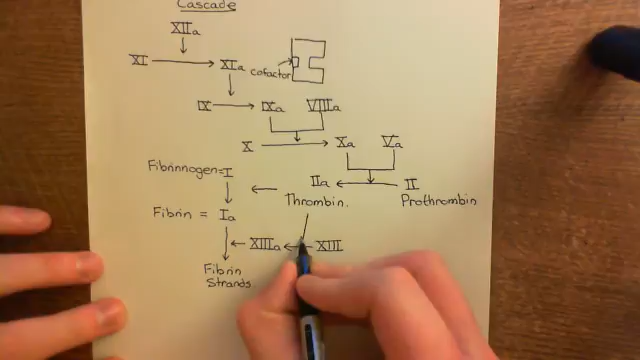 Cascade
XIIa
XI → XIa
cofactor
IX → IXa VIIIa
X → Xa Va
Fibrinnogen = I
IIa ← II
Thrombin. Prothrombin
Fibrin = Ia
← XIIIa ← XIII
Fibrin
Strands